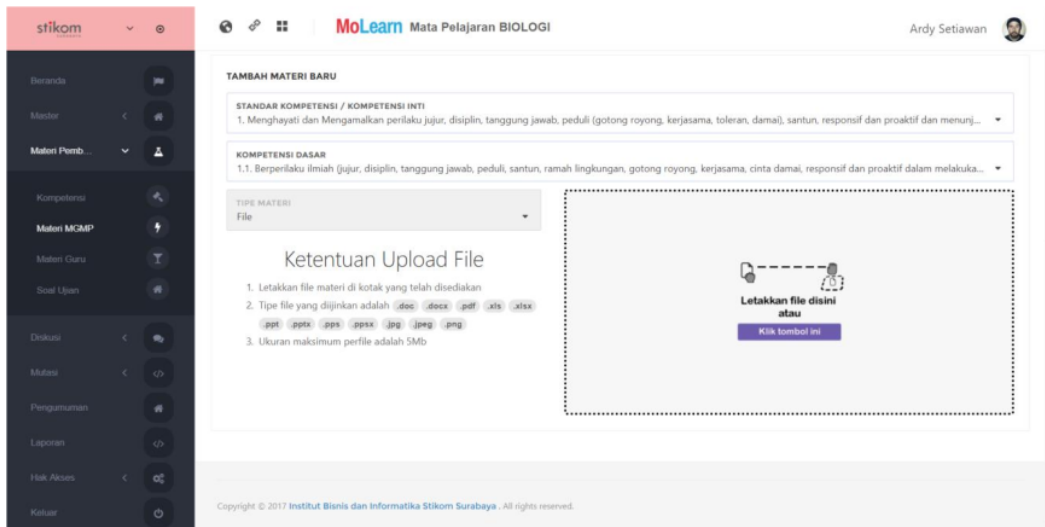 stikom
SURABAYA
MoLearn Mata Pelajaran BIOLOGI
Ardy Setiawan
Beranda
Master
Materi Pemb...
Kompetensi
Materi MGMP
Materi Guru
Soal Ujian
Diskusi
Mutasi
Pengumuman
Laporan
Hak Akses
Keluar
TAMBAH MATERI BARU
STANDAR KOMPETENSI / KOMPETENSI INTI
1. Menghayati dan Mengamalkan perilaku jujur, disiplin, tanggung jawab, peduli (gotong royong, kerjasama, toleran, damai), santun, responsif dan proaktif dan menunj...
KOMPETENSI DASAR
1.1. Berperilaku ilmiah (jujur, disiplin, tanggung jawab, peduli, santun, ramah lingkungan, gotong royong, kerjasama, cinta damai, responsif dan proaktif dalam melakuka...
TIPE MATERI
File
Ketentuan Upload File
1. Letakkan file materi di kotak yang telah disediakan
2. Tipe file yang diijinkan adalah .doc .docx .pdf .xls .xlsx
.ppt .pptx .pps .ppsx .jpg .jpeg .png
3. Ukuran maksimum perfile adalah 5Mb
Letakkan file disini
atau
Klik tombol ini
Copyright © 2017 Institut Bisnis dan Informatika Stikom Surabaya . All rights reserved.